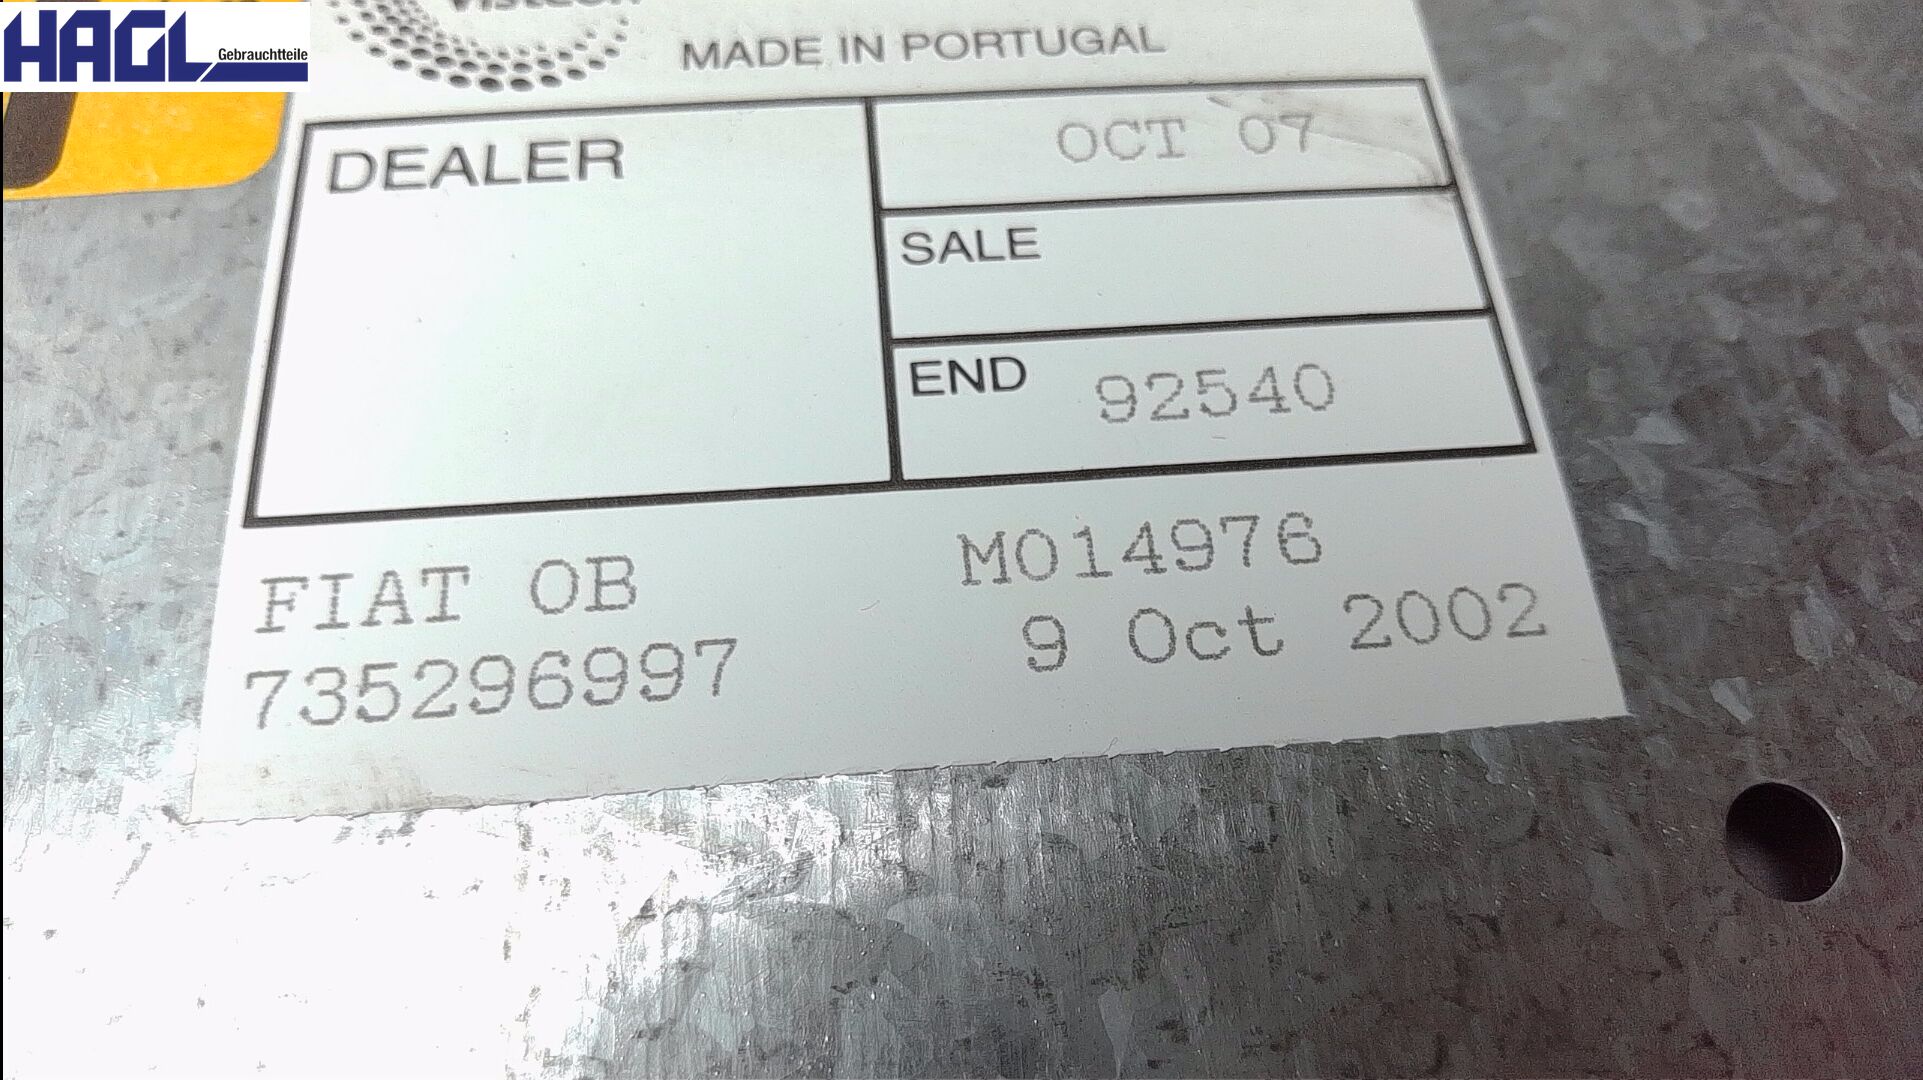 HAGL
Gebrauchtteile
MADE IN PORTUGAL
DEALER
OCT 07
SALE
END 92540
FIAT OB M014976
735296997 9 Oct 2002